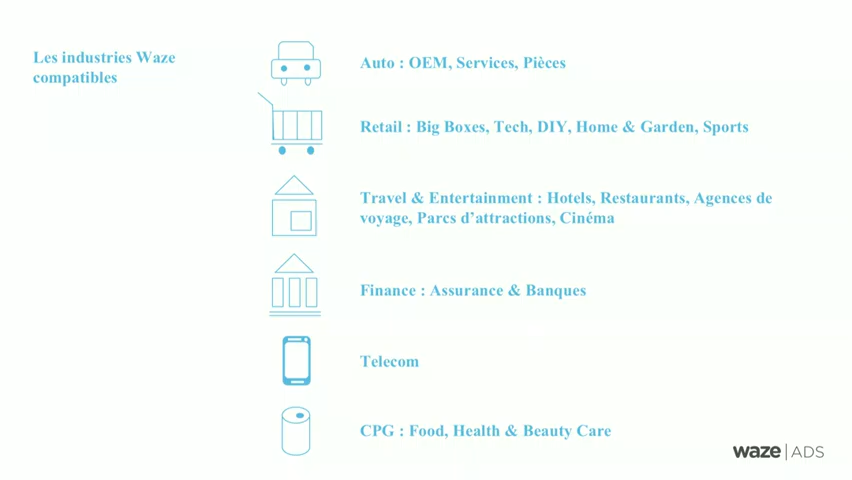 Les industries Waze
compatibles
Auto : OEM, Services, Pièces
Retail : Big Boxes, Tech, DIY, Home & Garden, Sports
Travel & Entertainment : Hotels, Restaurants, Agences de
voyage, Parcs d’attractions, Cinéma
Finance : Assurance & Banques
Telecom
CPG : Food, Health & Beauty Care
waze | ADS